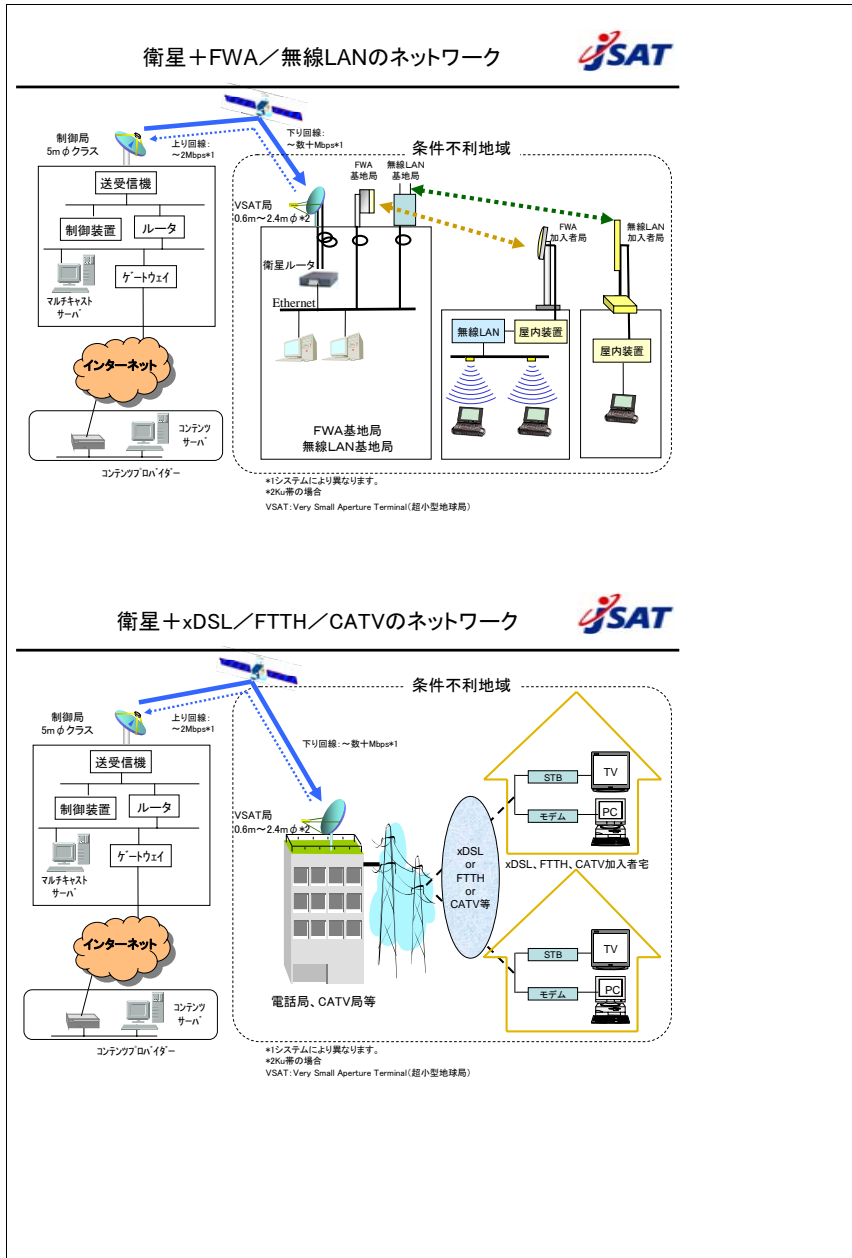 衛星＋FWA／無線LANのネットワーク
JSAT
制御局
5mφクラス
上り回線：
～2Mbps*1
下り回線：
～数十Mbps*1
条件不利地域
送受信機
制御装置
ルータ
ｹﾞｰﾄｳｪｲ
ﾏﾙﾁｷｬｽﾄ
ｻｰﾊﾞ
インターネット
コンテンツ
サーバ
ｺﾝﾃﾝﾂﾌﾟﾛﾊﾞｲﾀﾞｰ
VSAT局
0.6m～2.4mφ*2
FWA
基地局
無線LAN
基地局
衛星ルータ
Ethernet
FWA基地局
無線LAN基地局
FWA
加入者局
無線LAN
加入者局
無線LAN
屋内装置
屋内装置
*1システムにより異なります。
*2Ku帯の場合
VSAT：Very Small Aperture Terminal（超小型地球局）
衛星＋xDSL／FTTH／CATVのネットワーク
JSAT
制御局
5mφクラス
上り回線：
～2Mbps*1
下り回線：～数十Mbps*1
条件不利地域
送受信機
制御装置
ルータ
ｹﾞｰﾄｳｪｲ
ﾏﾙﾁｷｬｽﾄ
ｻｰﾊﾞ
インターネット
コンテンツ
サーバ
ｺﾝﾃﾝﾂﾌﾟﾛﾊﾞｲﾀﾞｰ
VSAT局
0.6m～2.4mφ*2
電話局、CATV局等
xDSL
or
FTTH
or
CATV等
STB
TV
モデム
PC
xDSL、FTTH、CATV加入者宅
STB
TV
モデム
PC
*1システムにより異なります。
*2Ku帯の場合
VSAT：Very Small Aperture Terminal（超小型地球局）